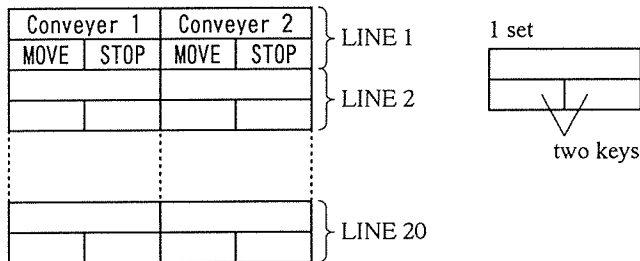 Conveyer 1 Conveyer 2
MOVE STOP MOVE STOP
LINE 1
LINE 2
LINE 20
1 set
two keys